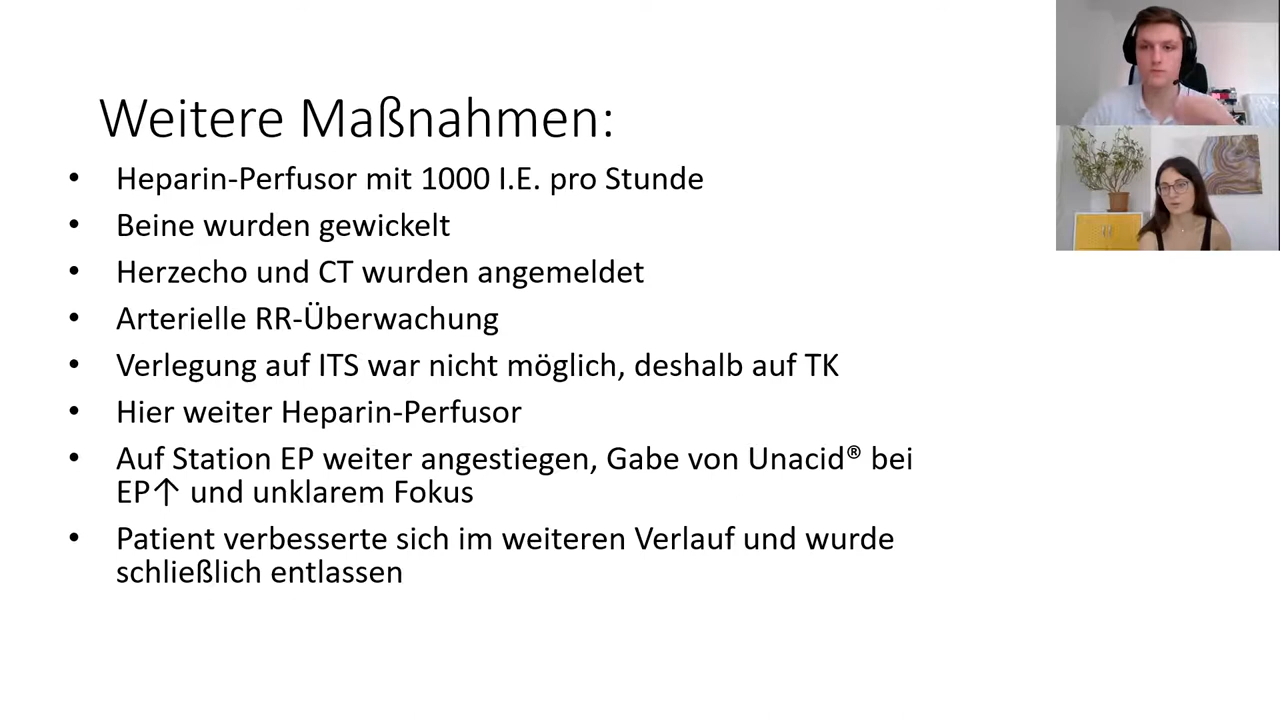 Weitere Maßnahmen:
• Heparin-Perfusor mit 1000 I.E. pro Stunde
• Beine wurden gewickelt
• Herzecho und CT wurden angemeldet
• Arterielle RR-Überwachung
• Verlegung auf ITS war nicht möglich, deshalb auf TK
• Hier weiter Heparin-Perfusor
• Auf Station EP weiter angestiegen, Gabe von Unacid® bei
EP↑ und unklarem Fokus
• Patient verbesserte sich im weiteren Verlauf und wurde
schließlich entlassen